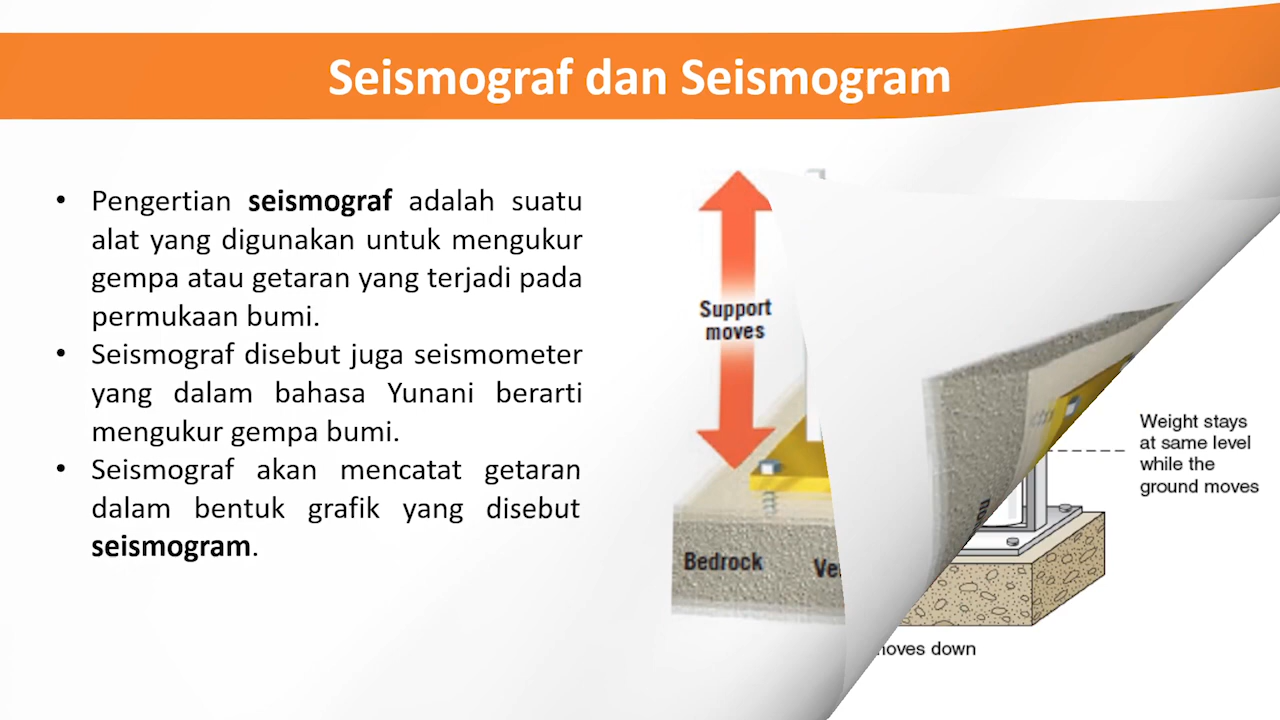 Seismograf dan Seismogram
• Pengertian seismograf adalah suatu
alat yang digunakan untuk mengukur
gempa atau getaran yang terjadi pada
permukaan bumi.
• Seismograf disebut juga seismometer
yang dalam bahasa Yunani berarti
mengukur gempa bumi.
• Seismograf akan mencatat getaran
dalam bentuk grafik yang disebut
seismogram.
Support
moves
Bedrock
Weight stays
at same level
while the
ground moves
down